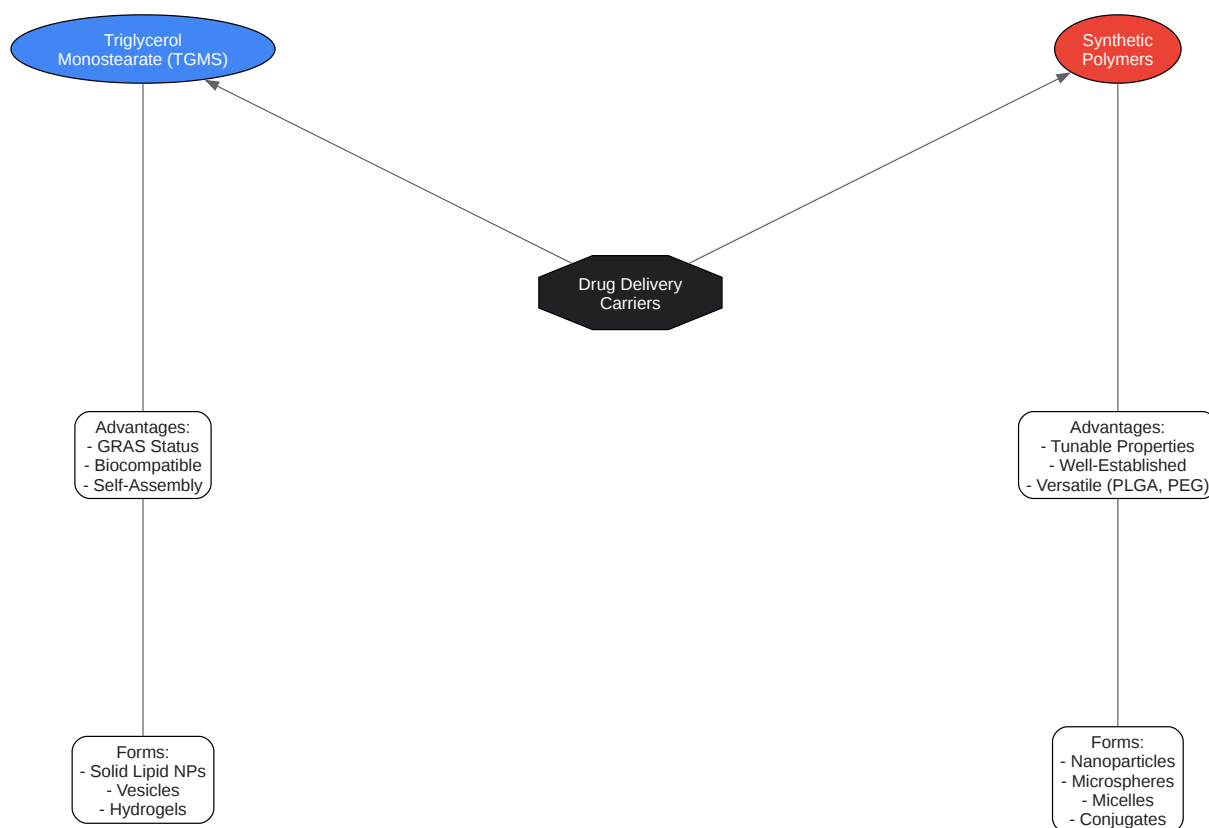 Triglycerol
Monostearate (TGMS)
Synthetic
Polymers
Drug Delivery
Carriers
Advantages:
- GRAS Status
- Biocompatible
- Self-Assembly
Advantages:
- Tunable Properties
- Well-Established
- Versatile (PLGA, PEG)
Forms:
- Solid Lipid NPs
- Vesicles
- Hydrogels
Forms:
- Nanoparticles
- Microspheres
- Micelles
- Conjugates